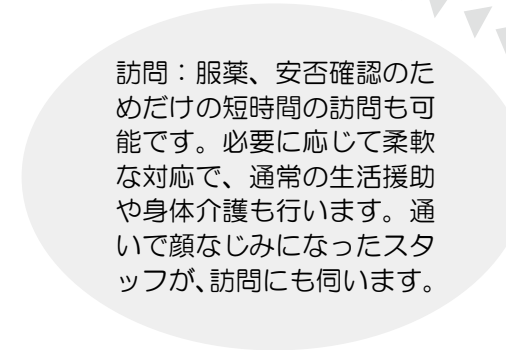 訪問：服薬、安否確認のた
めだけの短時間の訪問も可
能です。必要に応じて柔軟
な対応で、通常の生活援助
や身体介護も行います。通
いで顔なじみになったスタ
ッフが、訪問にも伺います。